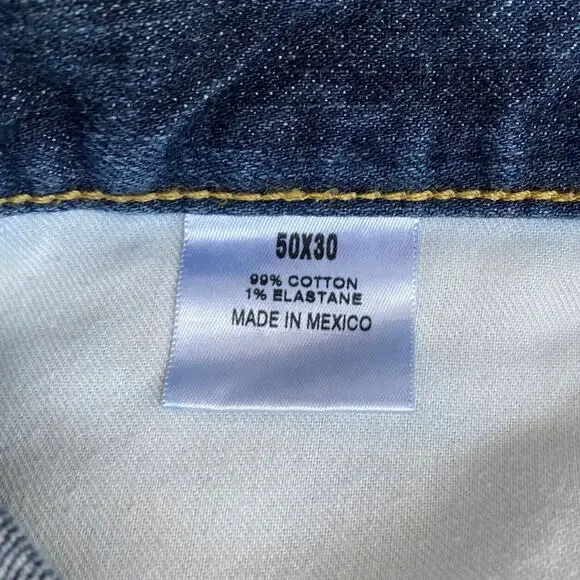 50X30
99% COTTON
1% ELASTANE
MADE IN MEXICO